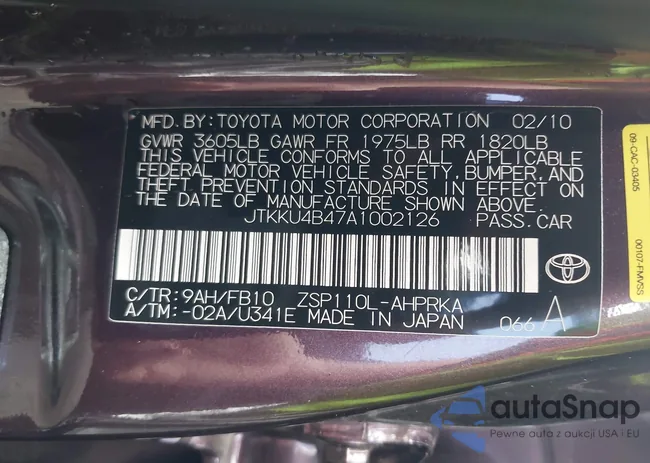 MFD. BY: TOYOTA MOTOR CORPORATION 02/10
GVWR 3605LB GAWR FR 1975LB RR 1820LB
THIS VEHICLE CONFORMS TO ALL APPLICABLE
FEDERAL MOTOR VEHICLE SAFETY, BUMPER, AND
THEFT PREVENTION STANDARDS IN EFFECT ON
THE DATE OF MANUFACTURE SHOWN ABOVE.
JTKKU4B47A1002126 PASS. CAR
C/TR: 9AH/FB10 ZSP110L-AHPRKA
A/TM: -02A/U341E MADE IN JAPAN 066 A
09-CAC-03405
00107-FMVSS
autaSnap
Pewne auta z aukcji USA i EU